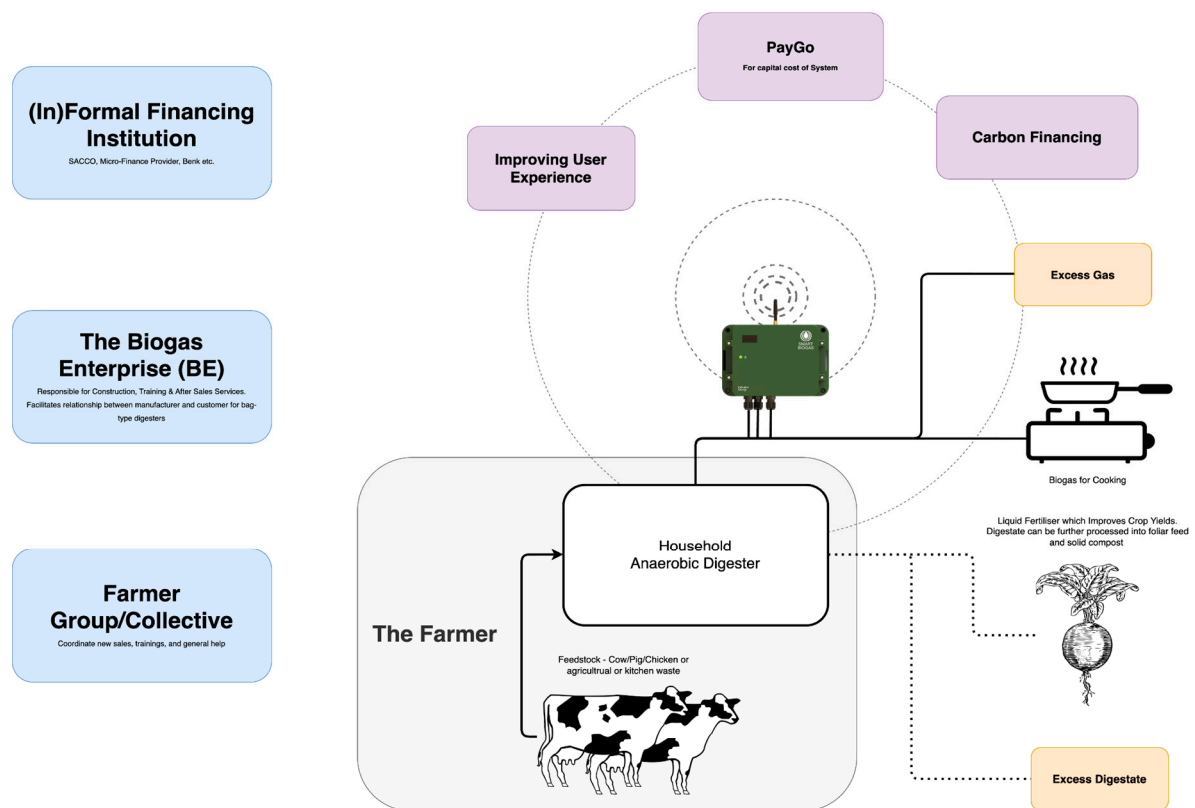 (In)Formal Financing
Institution
SACCO, Micro-Finance Provider, Benk etc.
The Biogas
Enterprise (BE)
Responsible for Construction, Training & After Sales Services.
Facilitates relationship between manufacturer and customer for bag-
type digesters
Farmer
Group/Collective
Coordinate new sales, trainings, and general help
PayGo
For capital cost of System
Improving User
Experience
Carbon Financing
Excess Gas
SMART
BIOGAS
Biogas for Cooking
Liquid Fertiliser which Improves Crop Yields.
Digestate can be further processed into foliar feed
and solid compost
Household
Anaerobic Digester
The Farmer
Feedstock - Cow/Pig/Chicken or
agricultrual or kitchen waste
Excess Digestate